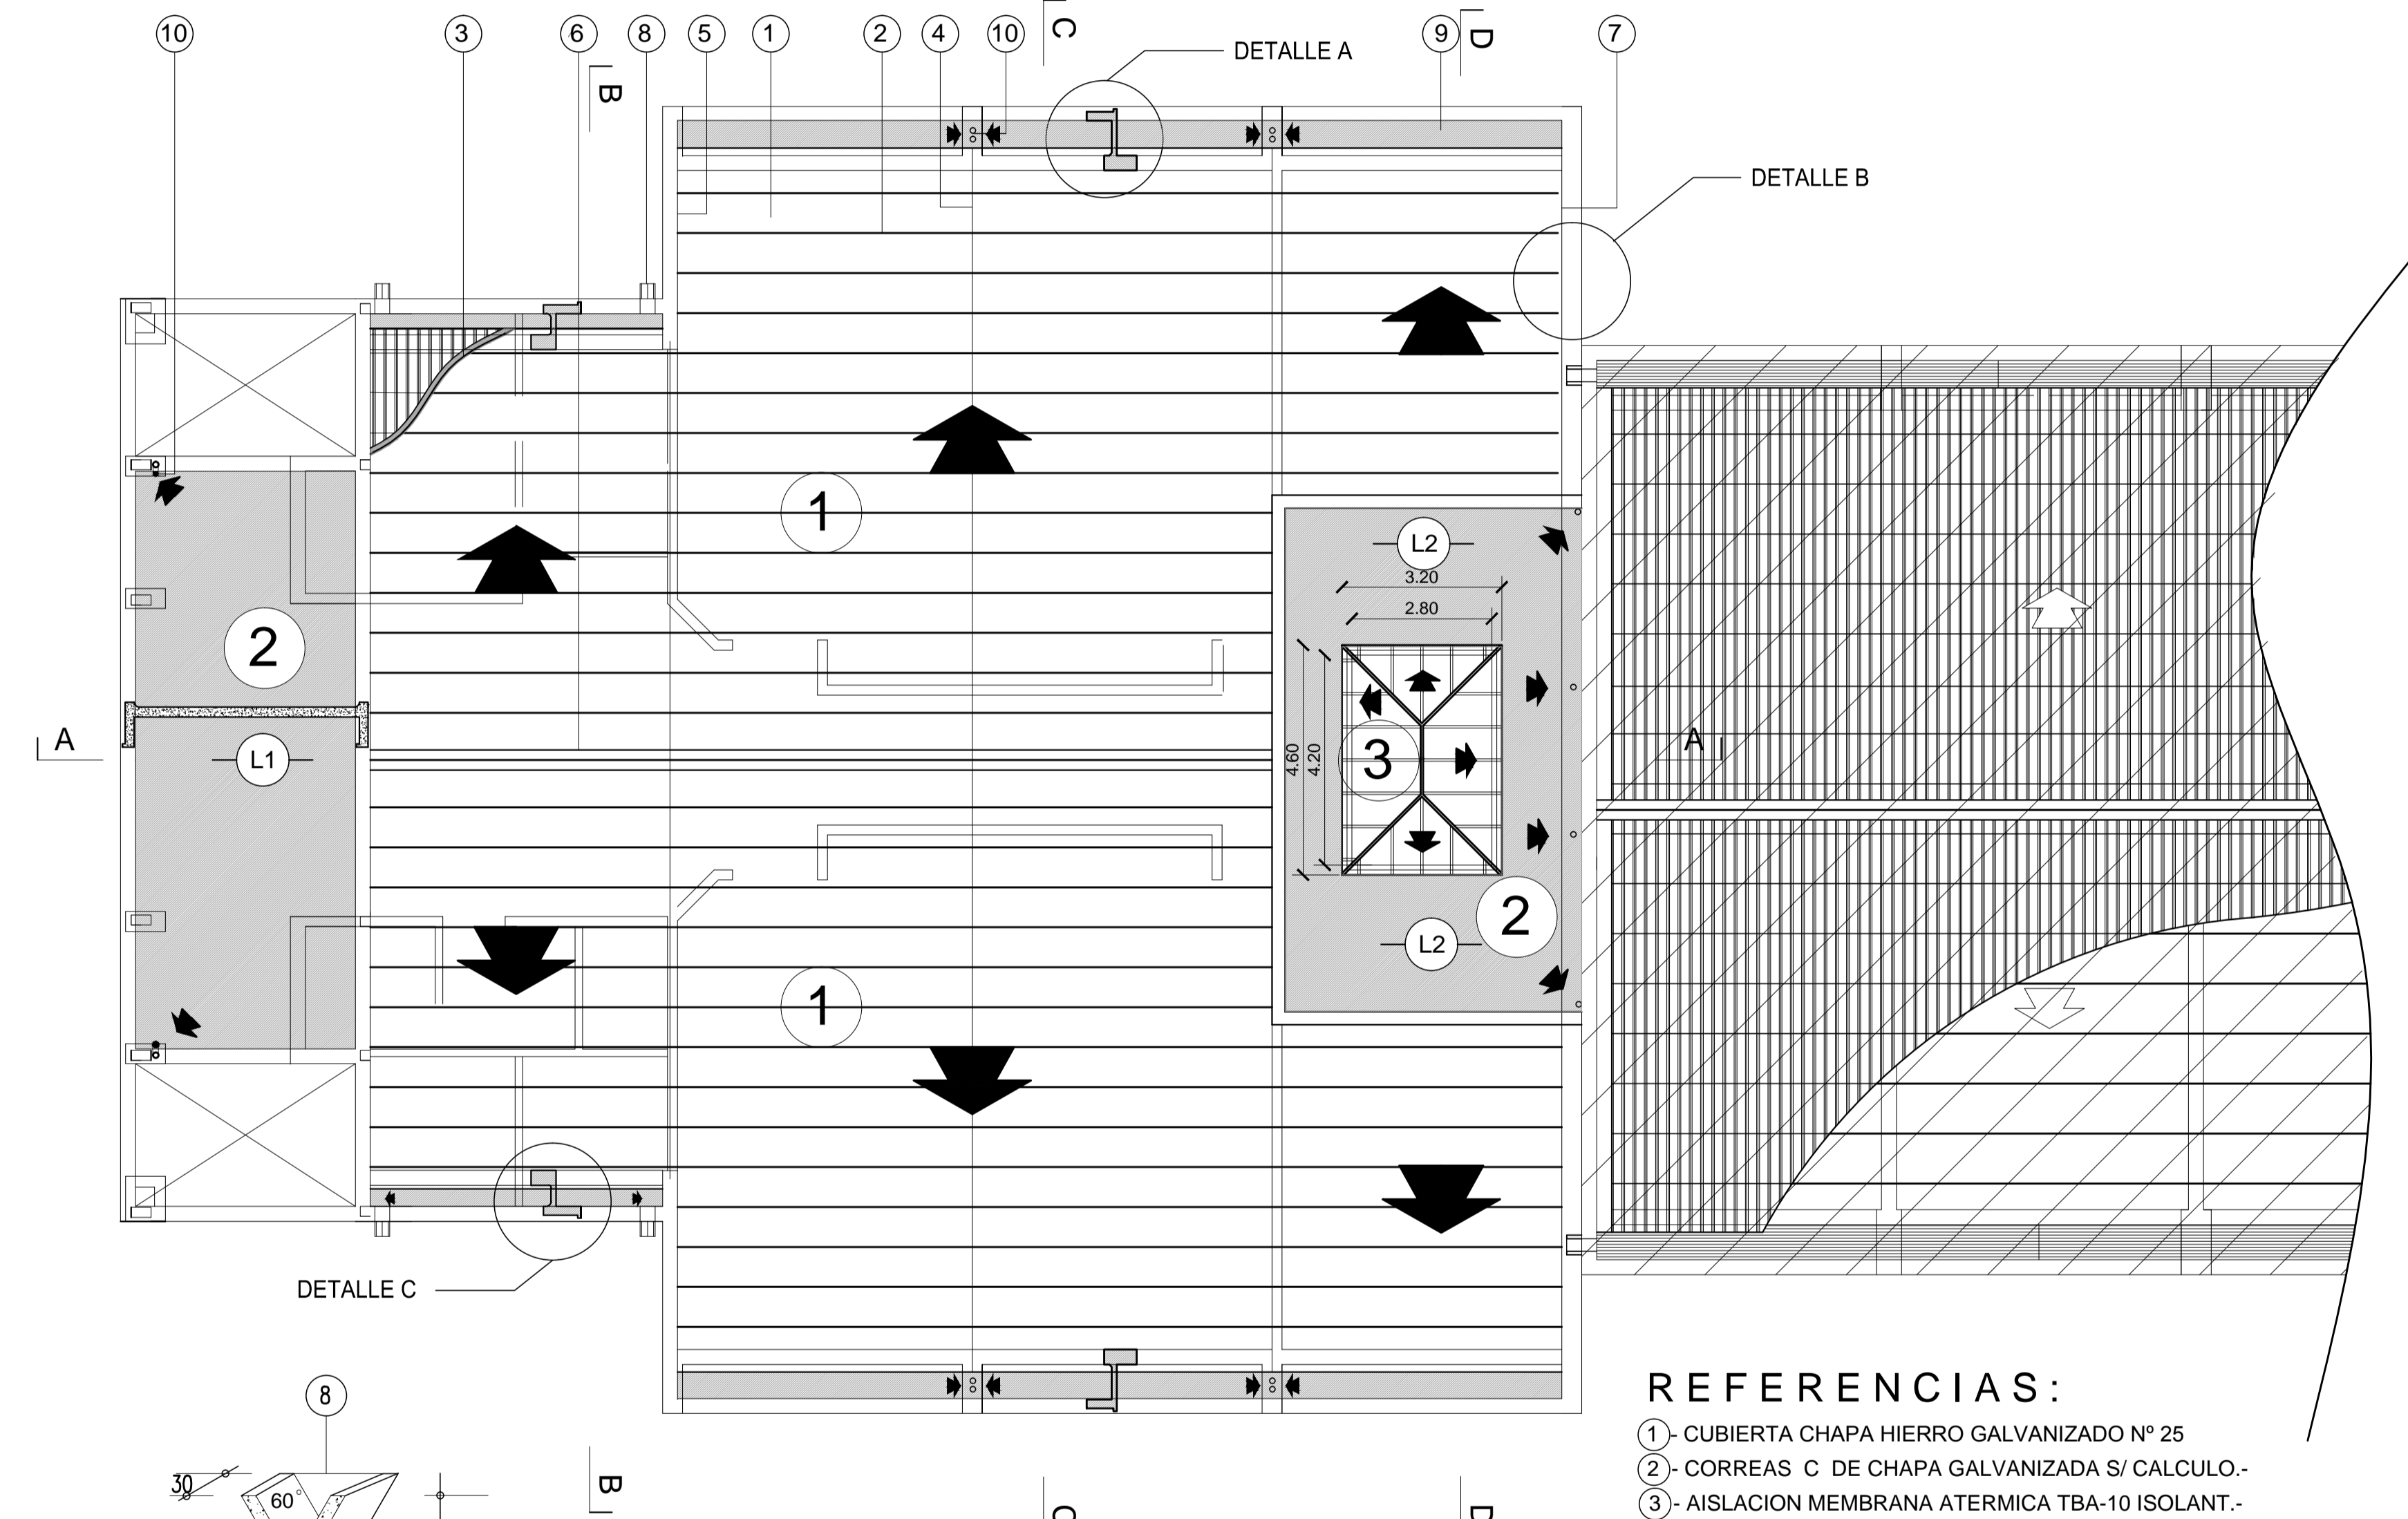 10
3
6
8
5
1
2
4
10
C
9
D
7
DETALLE A
B
DETALLE B
1
L2
3.20
2.80
2
A
L1
4.60
4.20
3
A
2
L2
1
DETALLE C
8
30
60°
B
C
D
REFERENCIAS:
1 - CUBIERTA CHAPA HIERRO GALVANIZADO Nº 25
2 - CORREAS C DE CHAPA GALVANIZADA S/ CALCULO.-
3 - AISLACION MEMBRANA ATERMICA TBA-10 ISOLANT.-